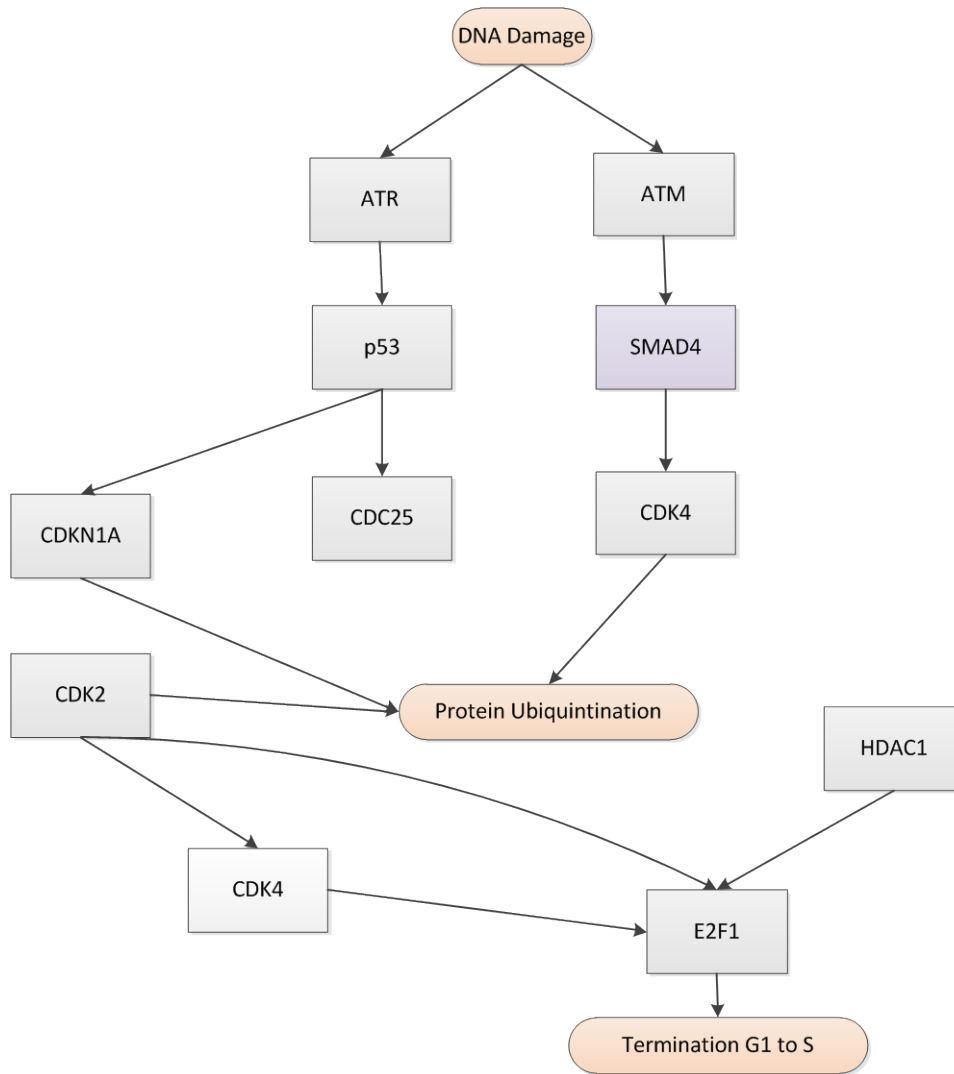 DNA Damage
ATR
ATM
p53
SMAD4
CDKN1A
CDC25
CDK4
CDK2
Protein Ubiquintination
HDAC1
CDK4
E2F1
Termination G1 to S